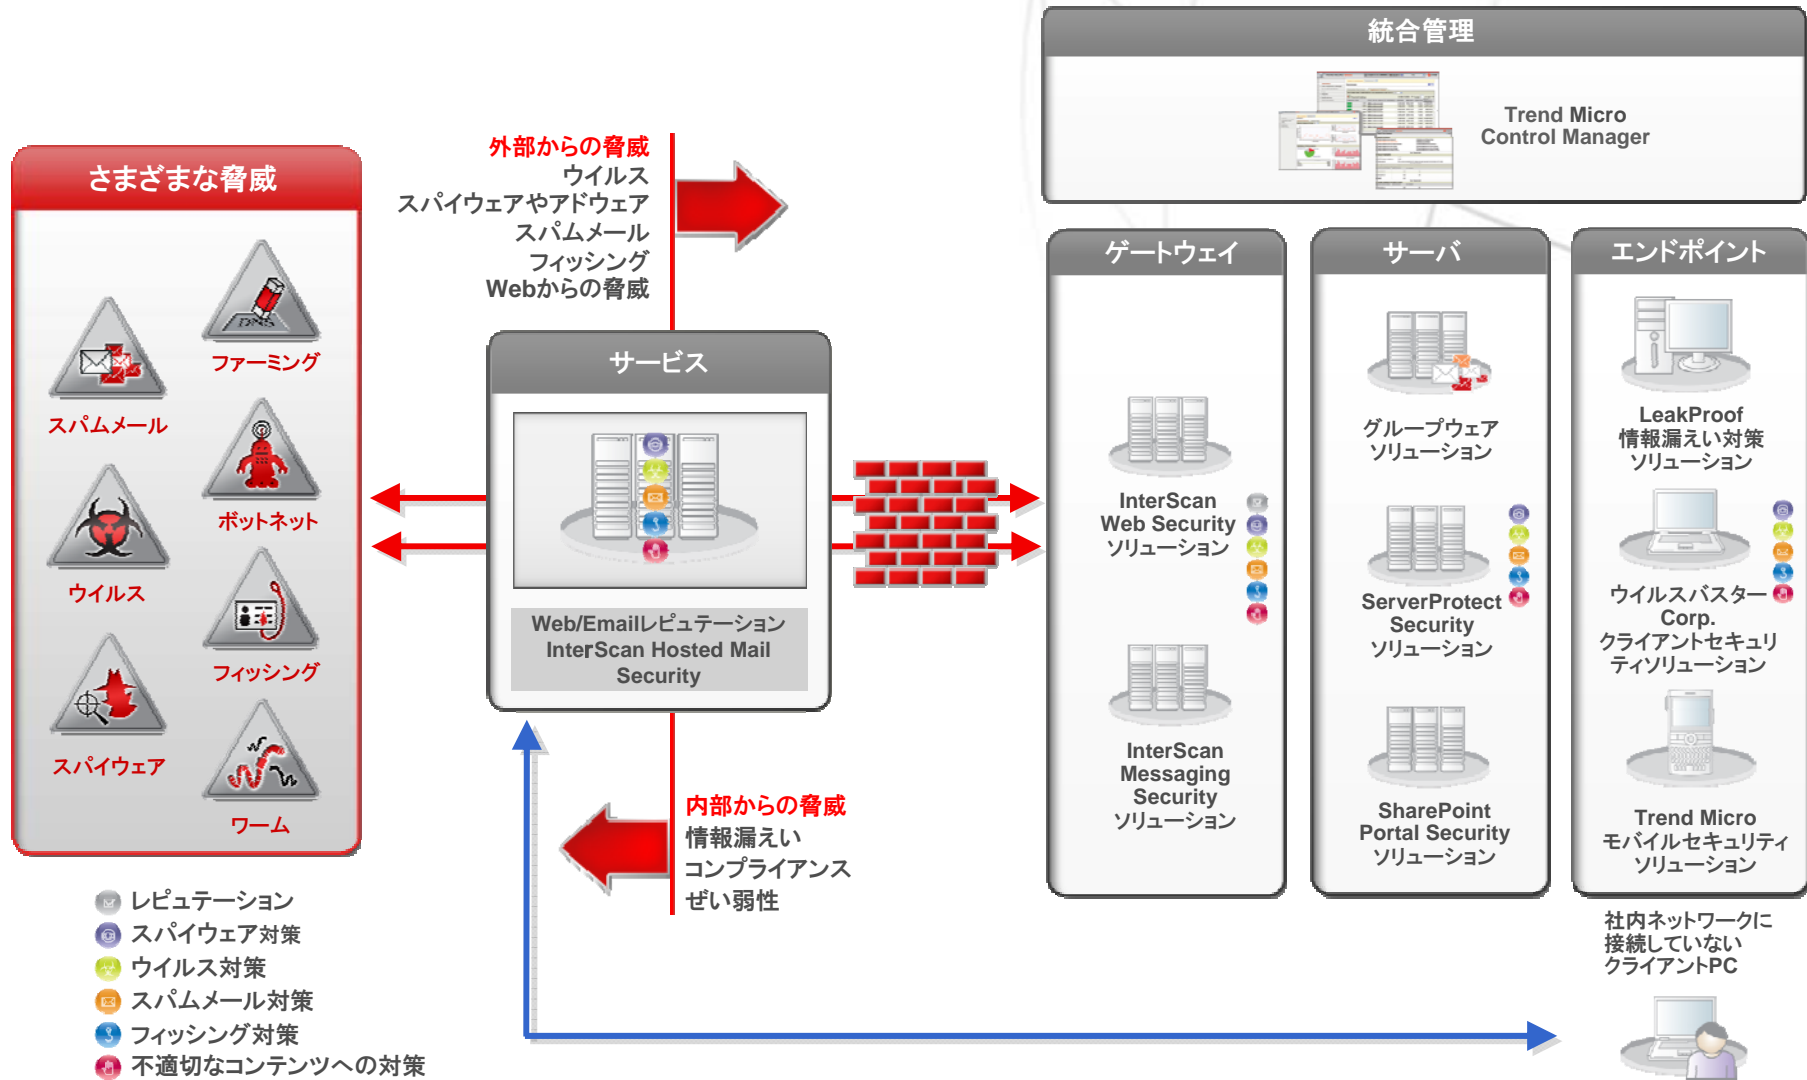 統合管理
Trend Micro
Control Manager
さまざまな脅威
ファーミング
スパムメール
ボットネット
ウイルス
フィッシング
スパイウェア
ワーム
外部からの脅威
ウイルス
スパイウェアやアドウェア
スパムメール
フィッシング
Webからの脅威
サービス
Web/Emailレピュテーション
InterScan Hosted Mail
Security
内部からの脅威
情報漏えい
コンプライアンス
ぜい弱性
ゲートウェイ
InterScan
Web Security
ソリューション
InterScan
Messaging
Security
ソリューション
サーバ
グループウェア
ソリューション
ServerProtect
Security
ソリューション
SharePoint
Portal Security
ソリューション
エンドポイント
LeakProof
情報漏えい対策
ソリューション
ウイルスバスター
Corp.
クライアントセキュリ
ティソリューション
Trend Micro
モバイルセキュリティ
ソリューション
社内ネットワークに
接続していない
クライアントPC
レピュテーション
スパイウェア対策
ウイルス対策
スパムメール対策
フィッシング対策
不適切なコンテンツへの対策
DNS